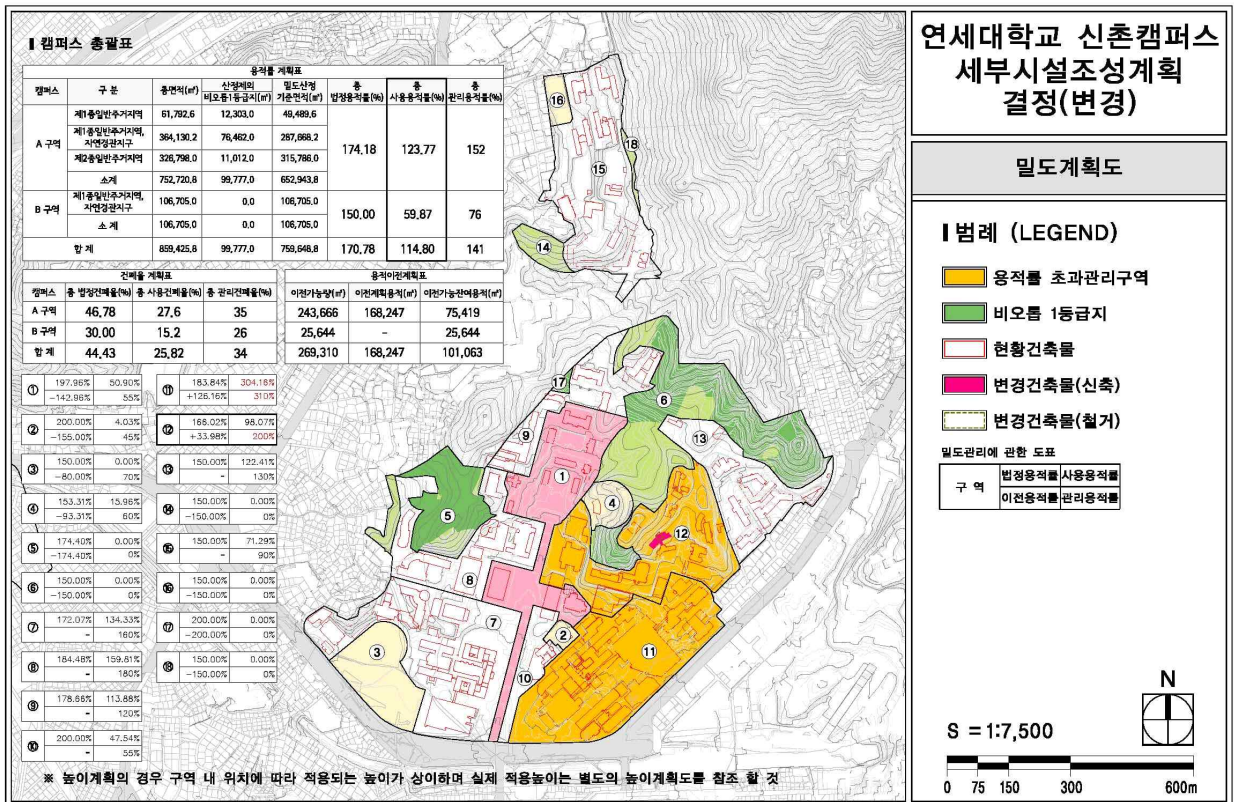 연세대학교 신촌캠퍼스
세부시설조성계획
결정(변경)
밀도계획도
범례 (LEGEND)
용적률 초과관리구역
비오톱 1등급지
현황건축물
변경건축물(신축)
변경건축물(철거)
밀도관리에 관한 도표
구 역 법정용적률 사용용적률
이전용적률 관리용적률
N
S = 1:7,500
0 75 150 300 600m
캠퍼스 총괄표
용적률 계획표
캠퍼스 구 분 총면적(㎡) 산정제외 비오톱1등급지(㎡) 밀도산정 기준면적(㎡) 총 법정용적률(%) 총 사용용적률(%) 총 관리용적률(%)
A 구역 제1종일반주거지역 61,792.6 12,303.0 49,489.6 174.18 123.77 152
제1종일반주거지역, 자연경관지구 364,130.2 76,462.0 287,668.2
제2종일반주거지역 326,798.0 11,012.0 315,786.0
소계 752,720.8 99,777.0 652,943.8
B 구역 제1종일반주거지역, 자연경관지구 106,705.0 0.0 106,705.0 150.00 59.87 76
소 계 106,705.0 0.0 106,705.0
합 계 859,425.8 99,777.0 759,648.8 170.78 114.80 141
건폐율 계획표
캠퍼스 총 법정건폐율(%) 총 사용건폐율(%) 총 관리건폐율(%)
A 구역 46.78 27.6 35
B 구역 30.00 15.2 26
합 계 44.43 25.82 34
용적이전계획표
이전가능량(㎡) 이전계획용적(㎡) 이전가능잔여용적(㎡)
243,666 168,247 75,419
25,644 - 25,644
269,310 168,247 101,063
① 197.96% 50.90%
-142.96% 55%
② 200.00% 4.03%
-155.00% 45%
③ 150.00% 0.00%
-80.00% 70%
④ 153.31% 15.96%
-93.31% 60%
⑤ 174.40% 0.00%
-174.40% 0%
⑥ 150.00% 0.00%
-150.00% 0%
⑦ 172.07% 134.33%
- 160%
⑧ 184.48% 159.81%
- 180%
⑨ 178.66% 113.88%
- 120%
⑩ 200.00% 47.54%
- 55%
⑪ 183.84% 304.16%
+126.16% 310%
⑫ 166.02% 98.07%
+33.98% 200%
⑬ 150.00% 122.41%
- 130%
⑭ 150.00% 0.00%
-150.00% 0%
⑮ 150.00% 71.29%
- 90%
⑯ 150.00% 0.00%
-150.00% 0%
⑰ 200.00% 0.00%
-200.00% 0%
⑱ 150.00% 0.00%
-150.00% 0%
⑯
⑱
⑮
⑭
⑰
⑥
⑨
⑬
①
④
⑤
⑫
⑧
⑦
②
③
⑪
⑩
※ 높이계획의 경우 구역 내 위치에 따라 적용되는 높이가 상이하며 실제 적용높이는 별도의 높이계획도를 참조 할 것